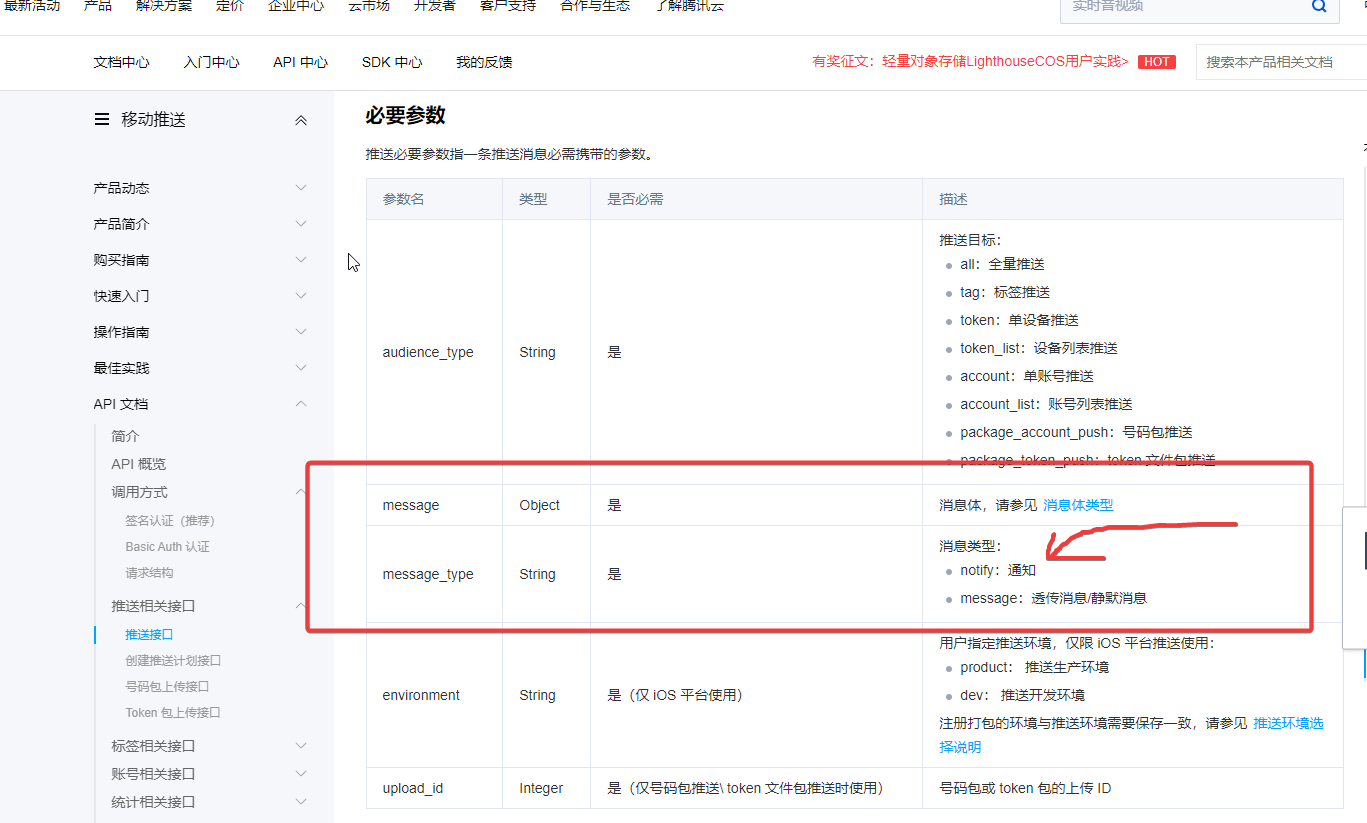 最新活动 产品 解决方案 定价 企业中心 云市场 开发者 客户支持 合作与生态 了解腾讯云 实时音视频
文档中心 入门中心 API 中心 SDK 中心 我的反馈 有奖征文：轻量对象存储LighthouseCOS用户实践> HOT 搜索本产品相关文档
移动推送
产品动态
产品简介
购买指南
快速入门
操作指南
最佳实践
API 文档
简介
API 概览
调用方式
签名认证（推荐）
Basic Auth 认证
请求结构
推送相关接口
推送接口
创建推送计划接口
号码包上传接口
Token 包上传接口
标签相关接口
账号相关接口
统计相关接口
必要参数
推送必要参数指一条推送消息必需携带的参数。
参数名 类型 是否必需 描述
audience_type String 是
推送目标：
all：全量推送
tag：标签推送
token：单设备推送
token_list：设备列表推送
account：单账号推送
account_list：账号列表推送
package_account_push：号码包推送
package_token_push：token 文件包推送
message Object 是 消息体，请参见 消息体类型
message_type String 是
消息类型：
notify：通知
message：透传消息/静默消息
environment String 是（仅 iOS 平台使用）
用户指定推送环境，仅限 iOS 平台推送使用：
product： 推送生产环境
dev： 推送开发环境
注册打包的环境与推送环境需要保存一致，请参见 推送环境选
择说明
upload_id Integer 是（仅号码包推送\ token 文件包推送时使用） 号码包或 token 包的上传 ID